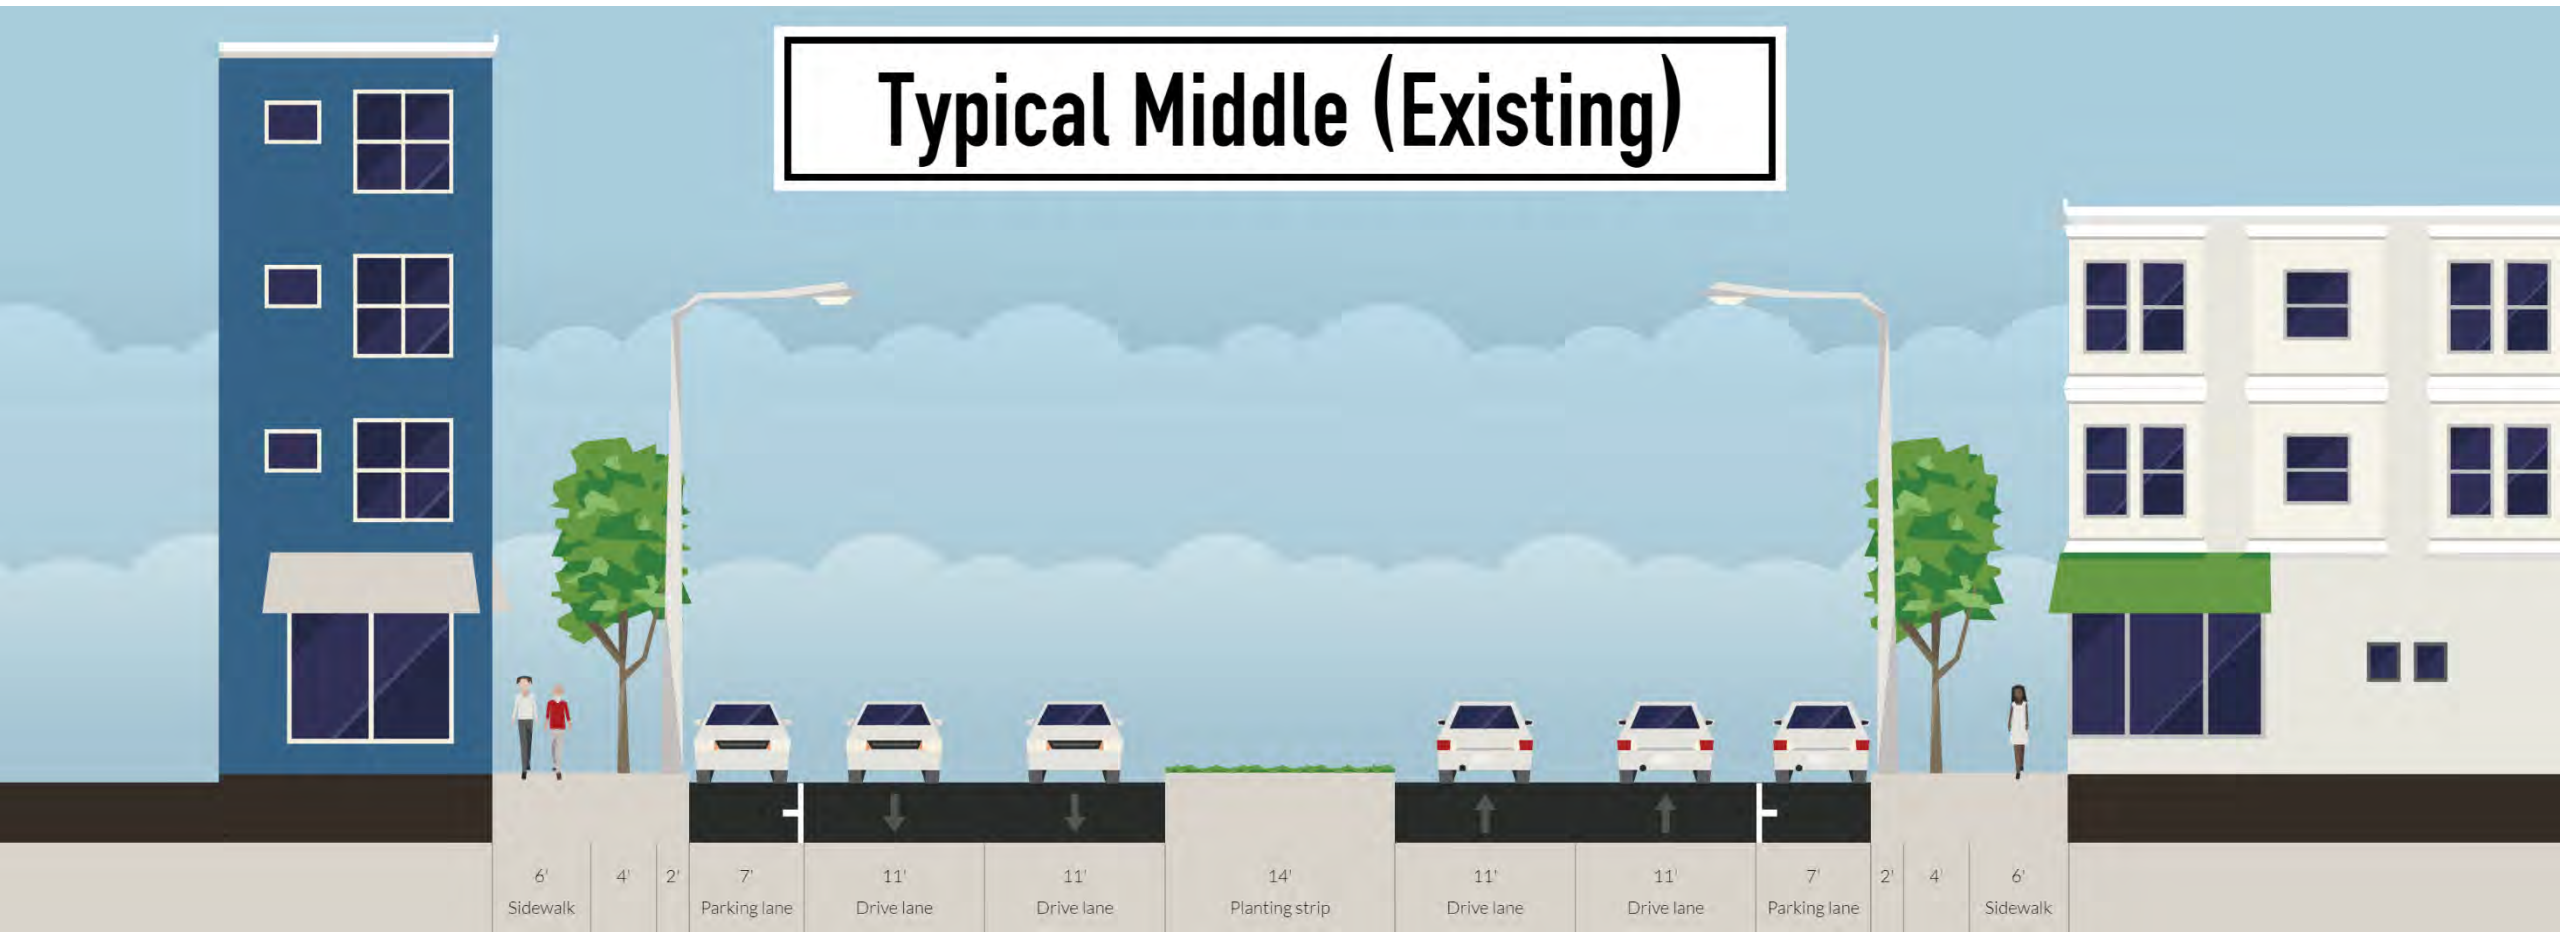 Typical Middle (Existing)
6' 4' 2' 7' 11' 11' 14' 11' 11' 7' 2' 4' 6'
Sidewalk Parking lane Drive lane Drive lane Planting strip Drive lane Drive lane Parking lane Sidewalk